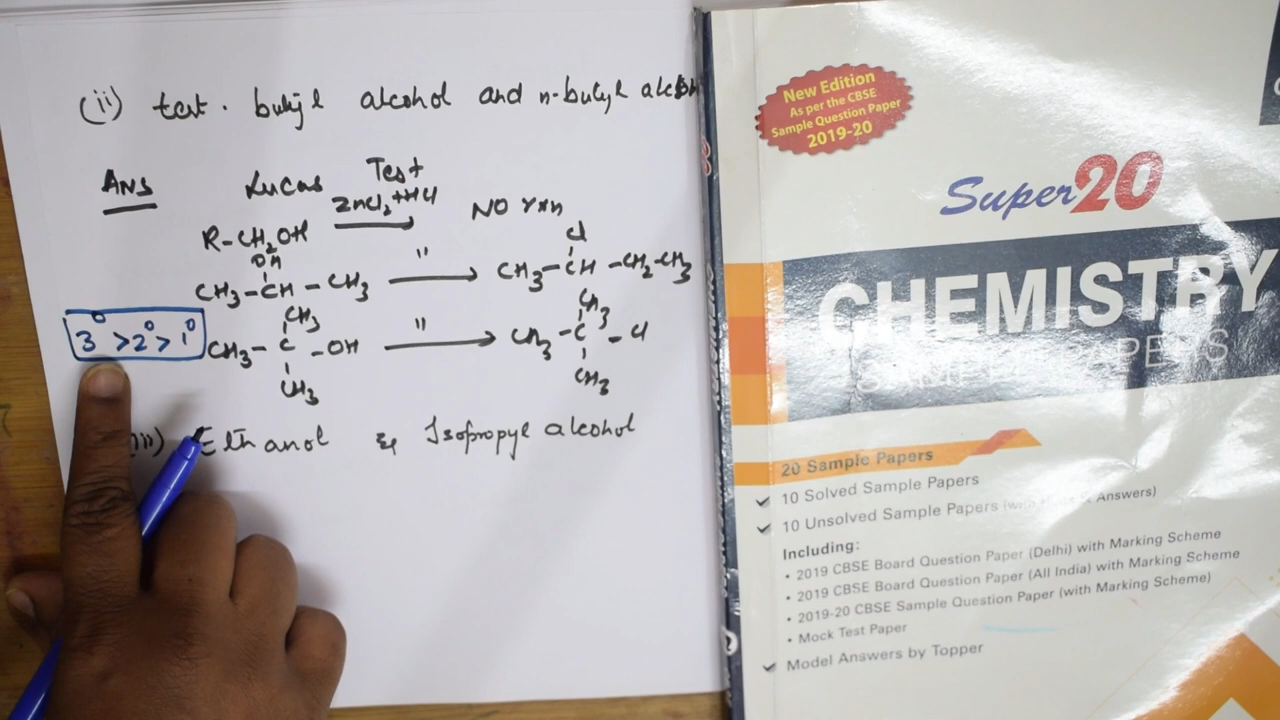 (ii) tert. butyl alcohol and n-butyl alcoh
Ans Lucas Test
R-CH2OH ZnCl2+HCl NO rxn
OH " Cl
CH3-CH-CH3 CH3-CH-CH2-CH3
CH3 " CH3
3°>2°>1° CH3-C-OH CH3-C-Cl
CH3 CH3
(iii) Ethanol & Isopropyl alcohol
New Edition
As per the CBSE
Sample Question Paper
2019-20
Super20
CHEMISTRY
SAMPLE PAPERS
20 Sample Papers
10 Solved Sample Papers
10 Unsolved Sample Papers (with & Answers)
Including:
• 2019 CBSE Board Question Paper (Delhi) with Marking Scheme
• 2019 CBSE Board Question Paper (All India) with Marking Scheme
• 2019-20 CBSE Sample Question Paper (with Marking Scheme)
• Mock Test Paper
Model Answers by Topper